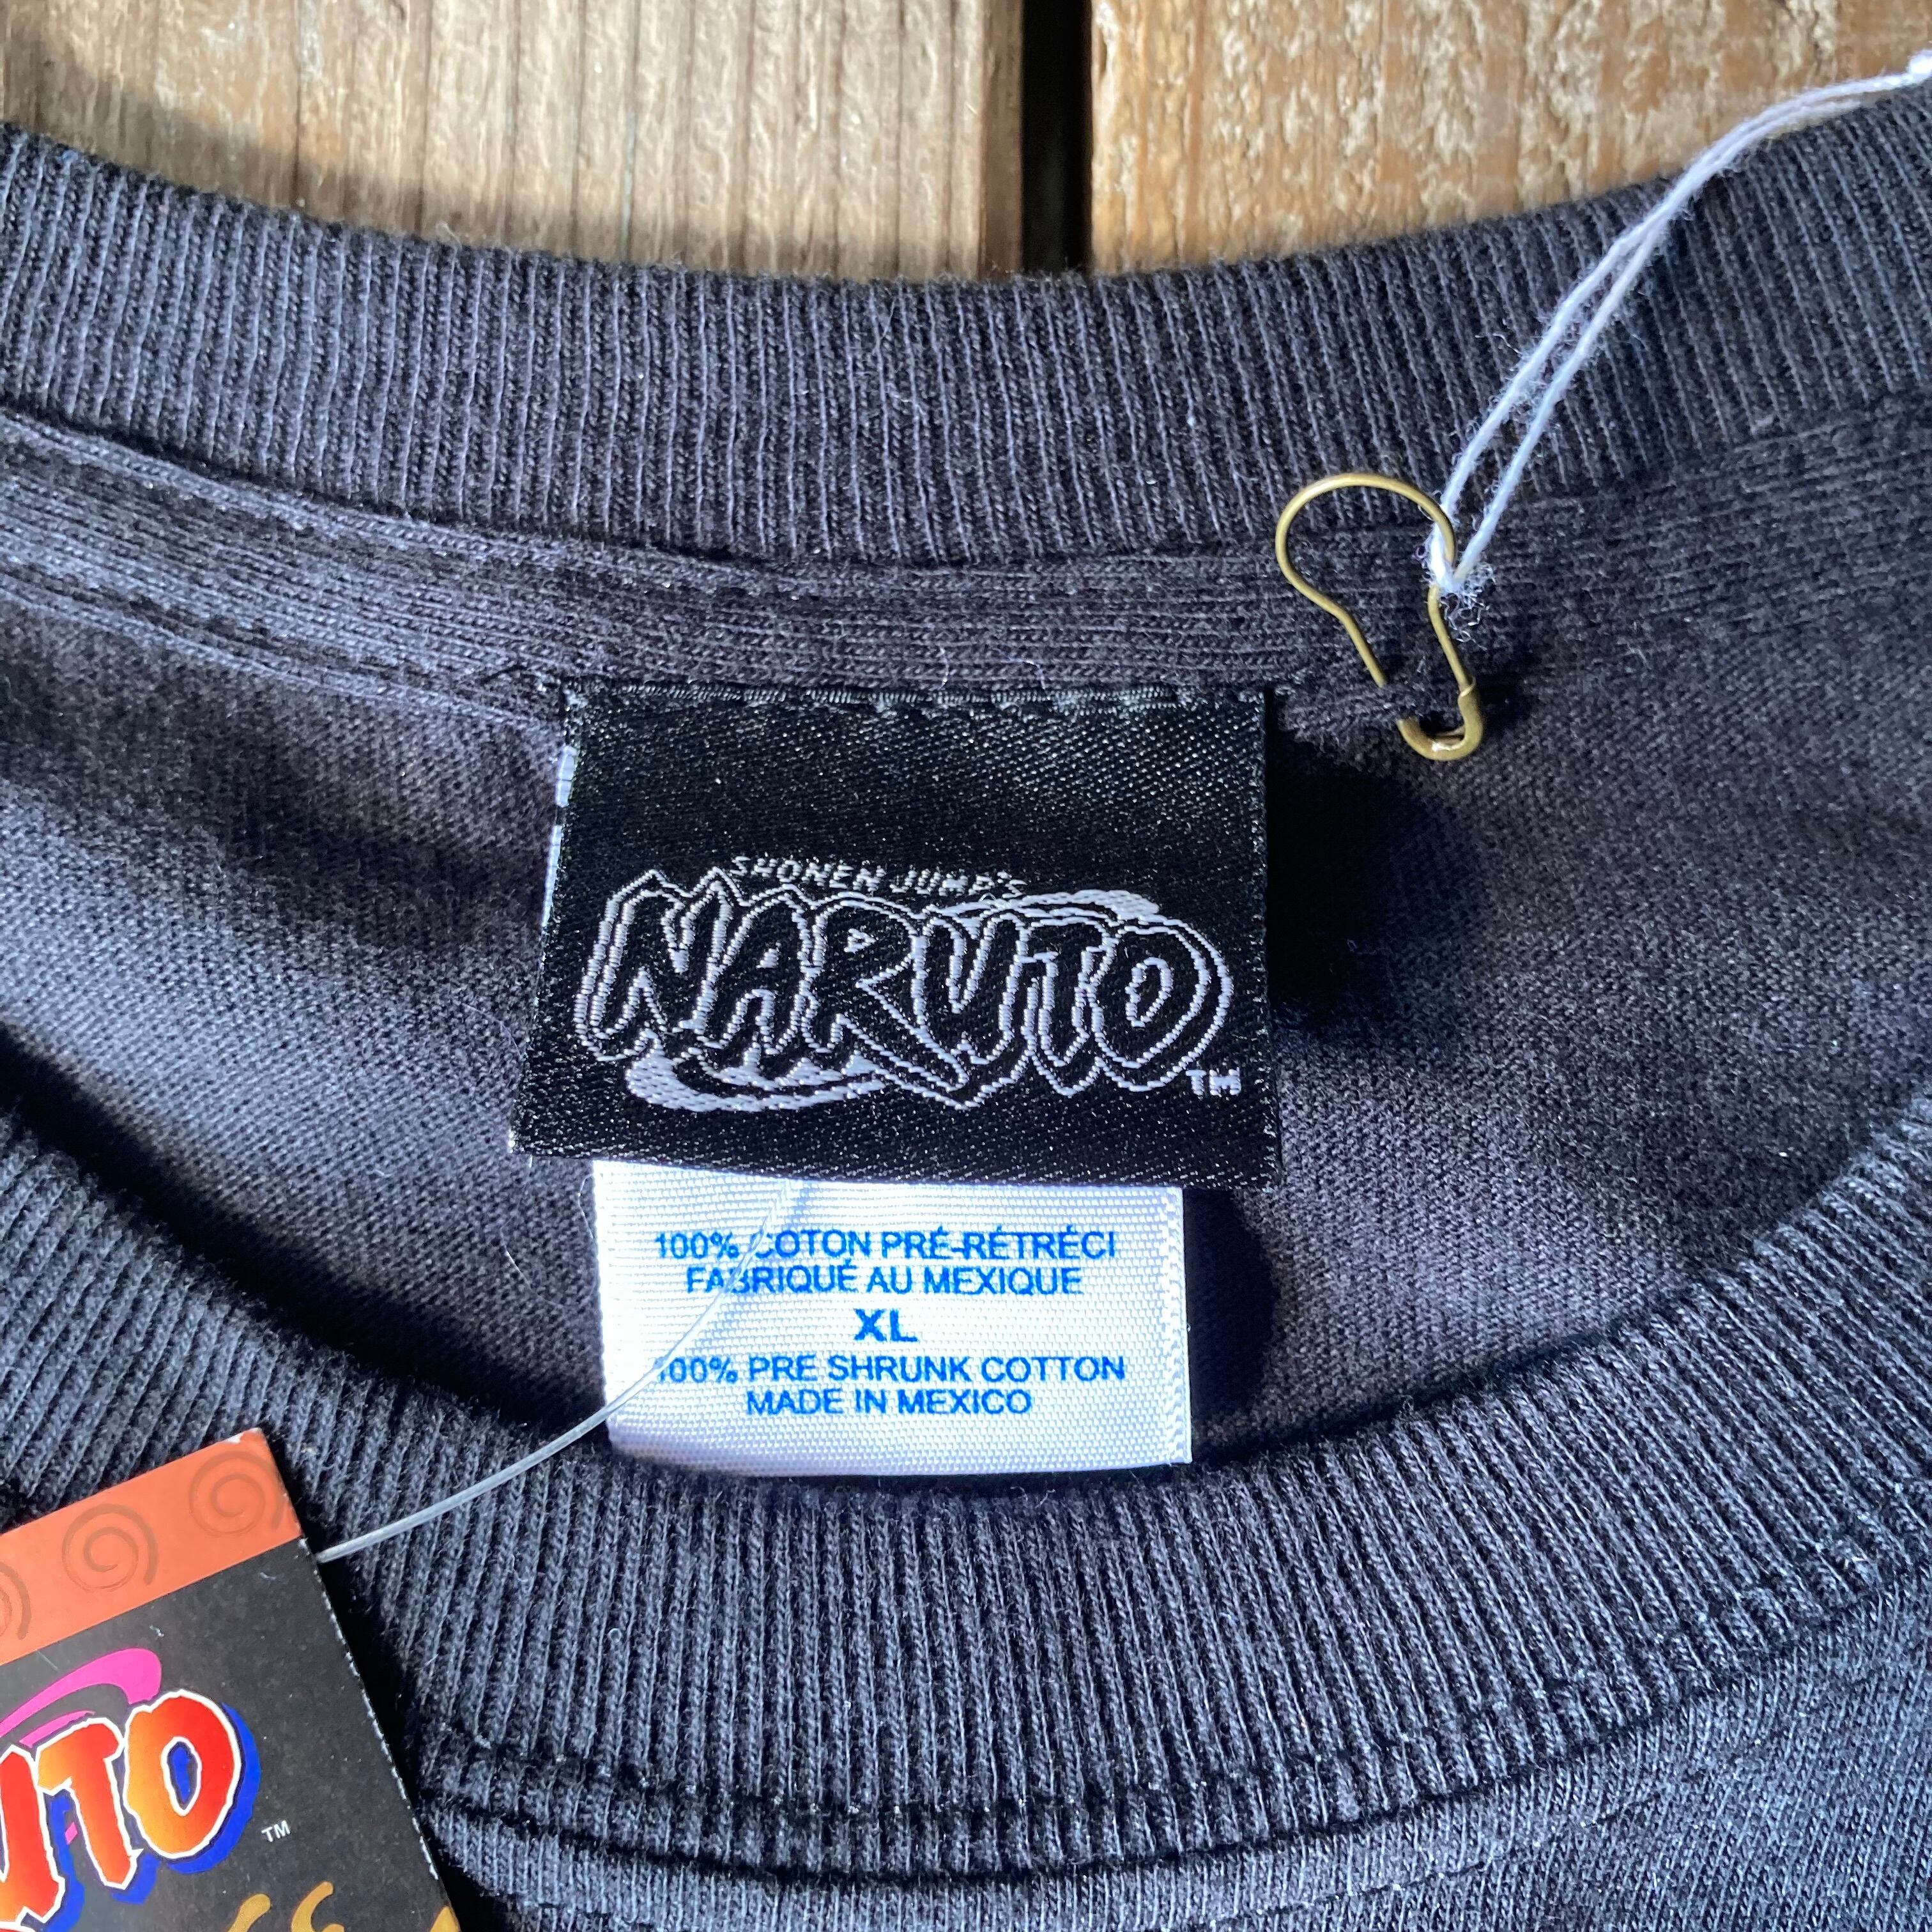 SHONEN JUMP'S
NARUTO TM
100% COTON PRÉ-RÉTRÉCI
FABRIQUÉ AU MEXIQUE
XL
100% PRE SHRUNK COTTON
MADE IN MEXICO
UTO TM